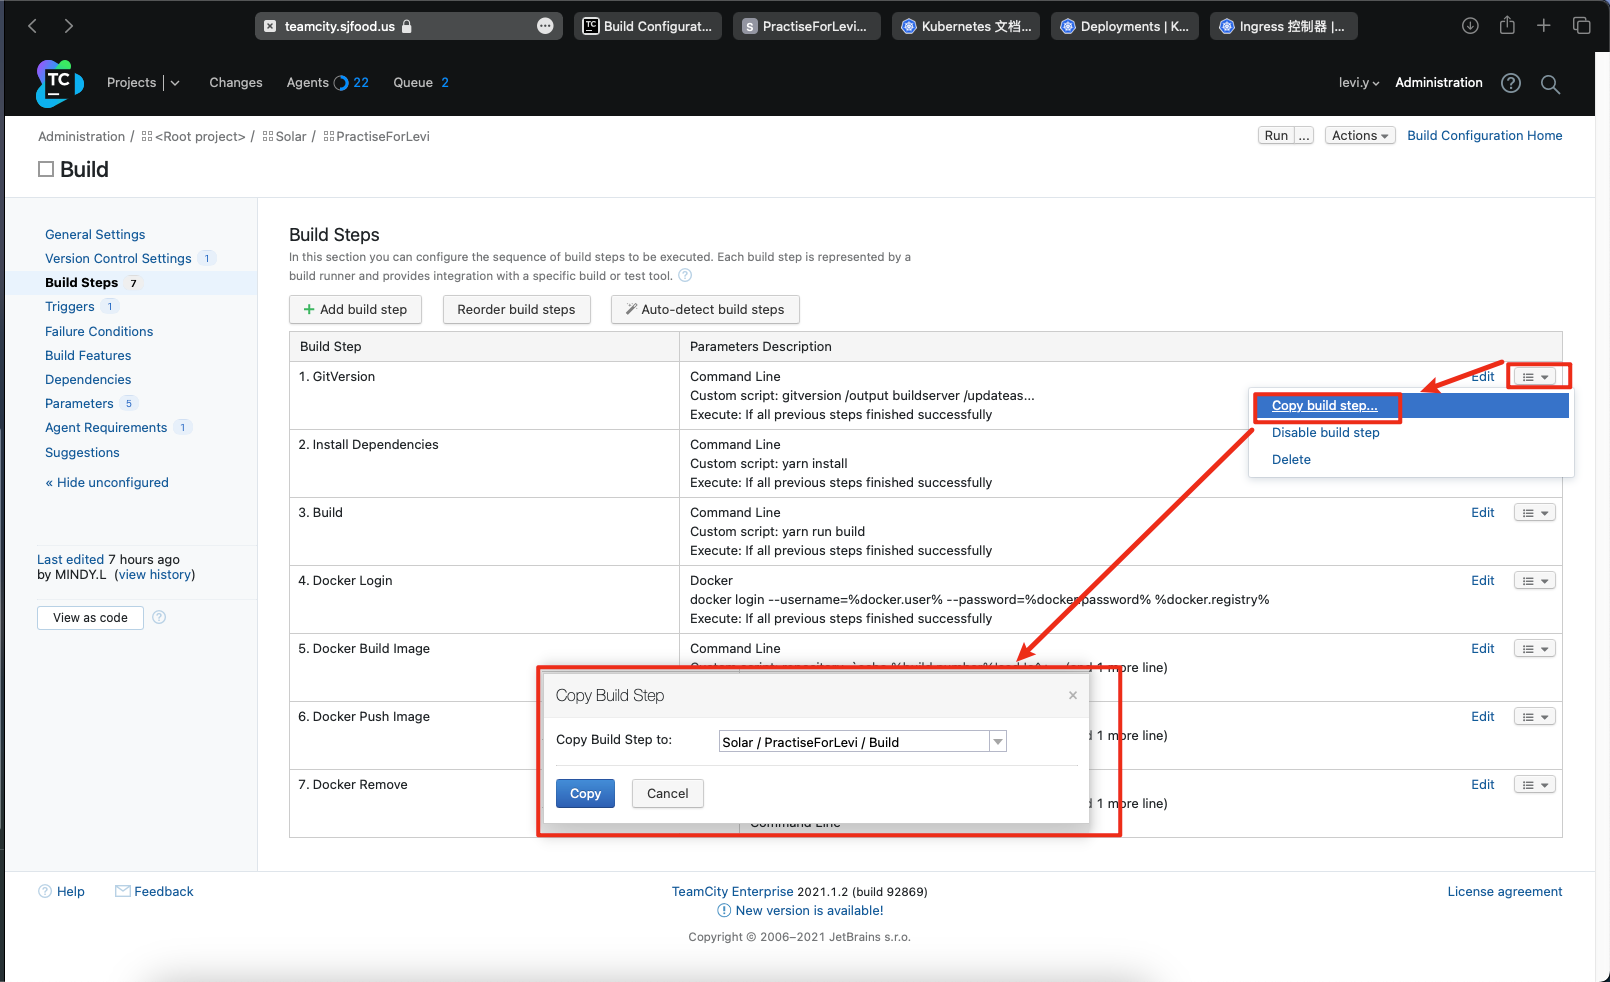 teamcity.sjfood.us
Build Configurat...
PractiseForLevi...
Kubernetes 文档...
Deployments | K...
Ingress 控制器 |...
TC
Projects
Changes
Agents 22
Queue 2
levi.y
Administration
Administration / <Root project> / Solar / PractiseForLevi
Run ...
Actions
Build Configuration Home
Build
General Settings
Version Control Settings 1
Build Steps 7
Triggers 1
Failure Conditions
Build Features
Dependencies
Parameters 5
Agent Requirements 1
Suggestions
« Hide unconfigured
Last edited 7 hours ago
by MINDY.L (view history)
View as code
Build Steps
In this section you can configure the sequence of build steps to be executed. Each build step is represented by a
build runner and provides integration with a specific build or test tool.
Add build step
Reorder build steps
Auto-detect build steps
Build Step
Parameters Description
1. GitVersion
Command Line
Custom script: gitversion /output buildserver /updateas...
Execute: If all previous steps finished successfully
Edit
Copy build step...
Disable build step
Delete
2. Install Dependencies
Command Line
Custom script: yarn install
Execute: If all previous steps finished successfully
3. Build
Command Line
Custom script: yarn run build
Execute: If all previous steps finished successfully
Edit
4. Docker Login
Docker
docker login --username=%docker.user% --password=%docker.password% %docker.registry%
Execute: If all previous steps finished successfully
Edit
5. Docker Build Image
Command Line
1 more line)
Edit
6. Docker Push Image
1 more line)
Edit
7. Docker Remove
1 more line)
Edit
Copy Build Step
Copy Build Step to:
Solar / PractiseForLevi / Build
Copy
Cancel
Command Line
Help
Feedback
TeamCity Enterprise 2021.1.2 (build 92869)
New version is available!
License agreement
Copyright © 2006–2021 JetBrains s.r.o.